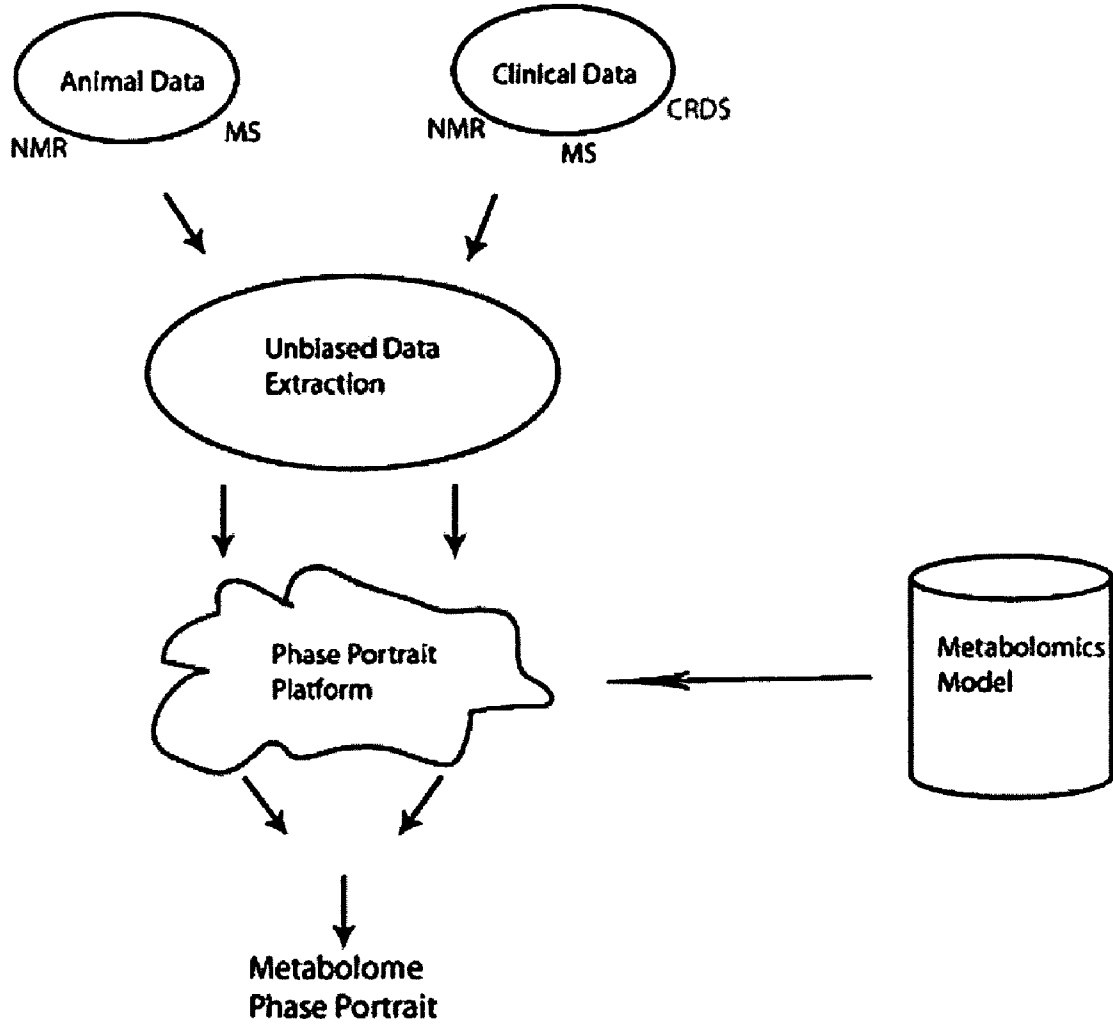 Animal Data
NMR
MS
Clinical Data
NMR
MS
CRDS
Unbiased Data
Extraction
Phase Portrait
Platform
Metabolomics
Model
Metabolome
Phase Portrait